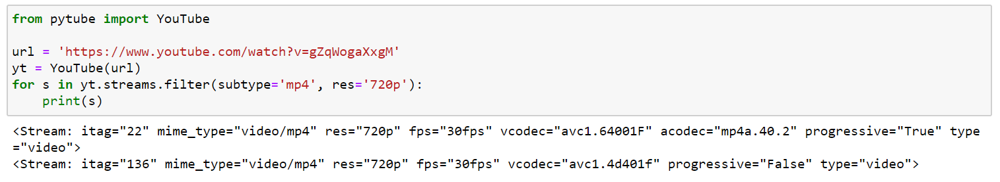 from pytube import YouTube
url = 'https://www.youtube.com/watch?v=gZqWogaXxgM'
yt = YouTube(url)
for s in yt.streams.filter(subtype='mp4', res='720p'):
    print(s)
<Stream: itag="22" mime_type="video/mp4" res="720p" fps="30fps" vcodec="avc1.64001F" acodec="mp4a.40.2" progressive="True" type
="video">
<Stream: itag="136" mime_type="video/mp4" res="720p" fps="30fps" vcodec="avc1.4d401f" progressive="False" type="video">